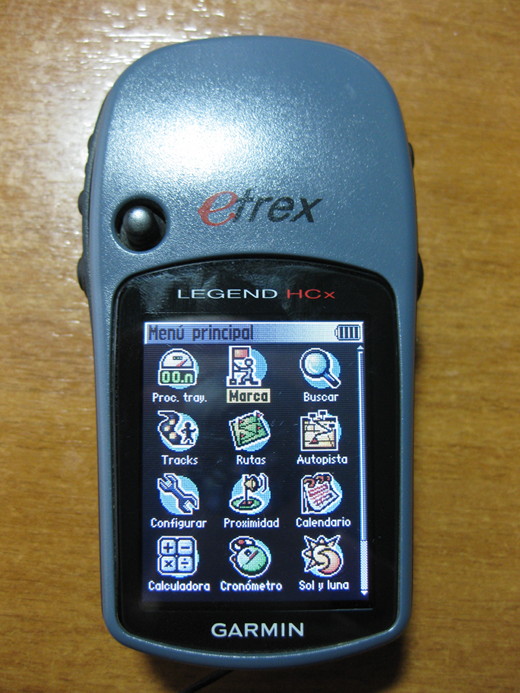 etrex
LEGEND HCx
Menú principal
00.n
Proc. tray. Marca Buscar
Tracks Rutas Autopista
Configurar Proximidad Calendario
Calculadora Cronómetro Sol y luna
GARMIN